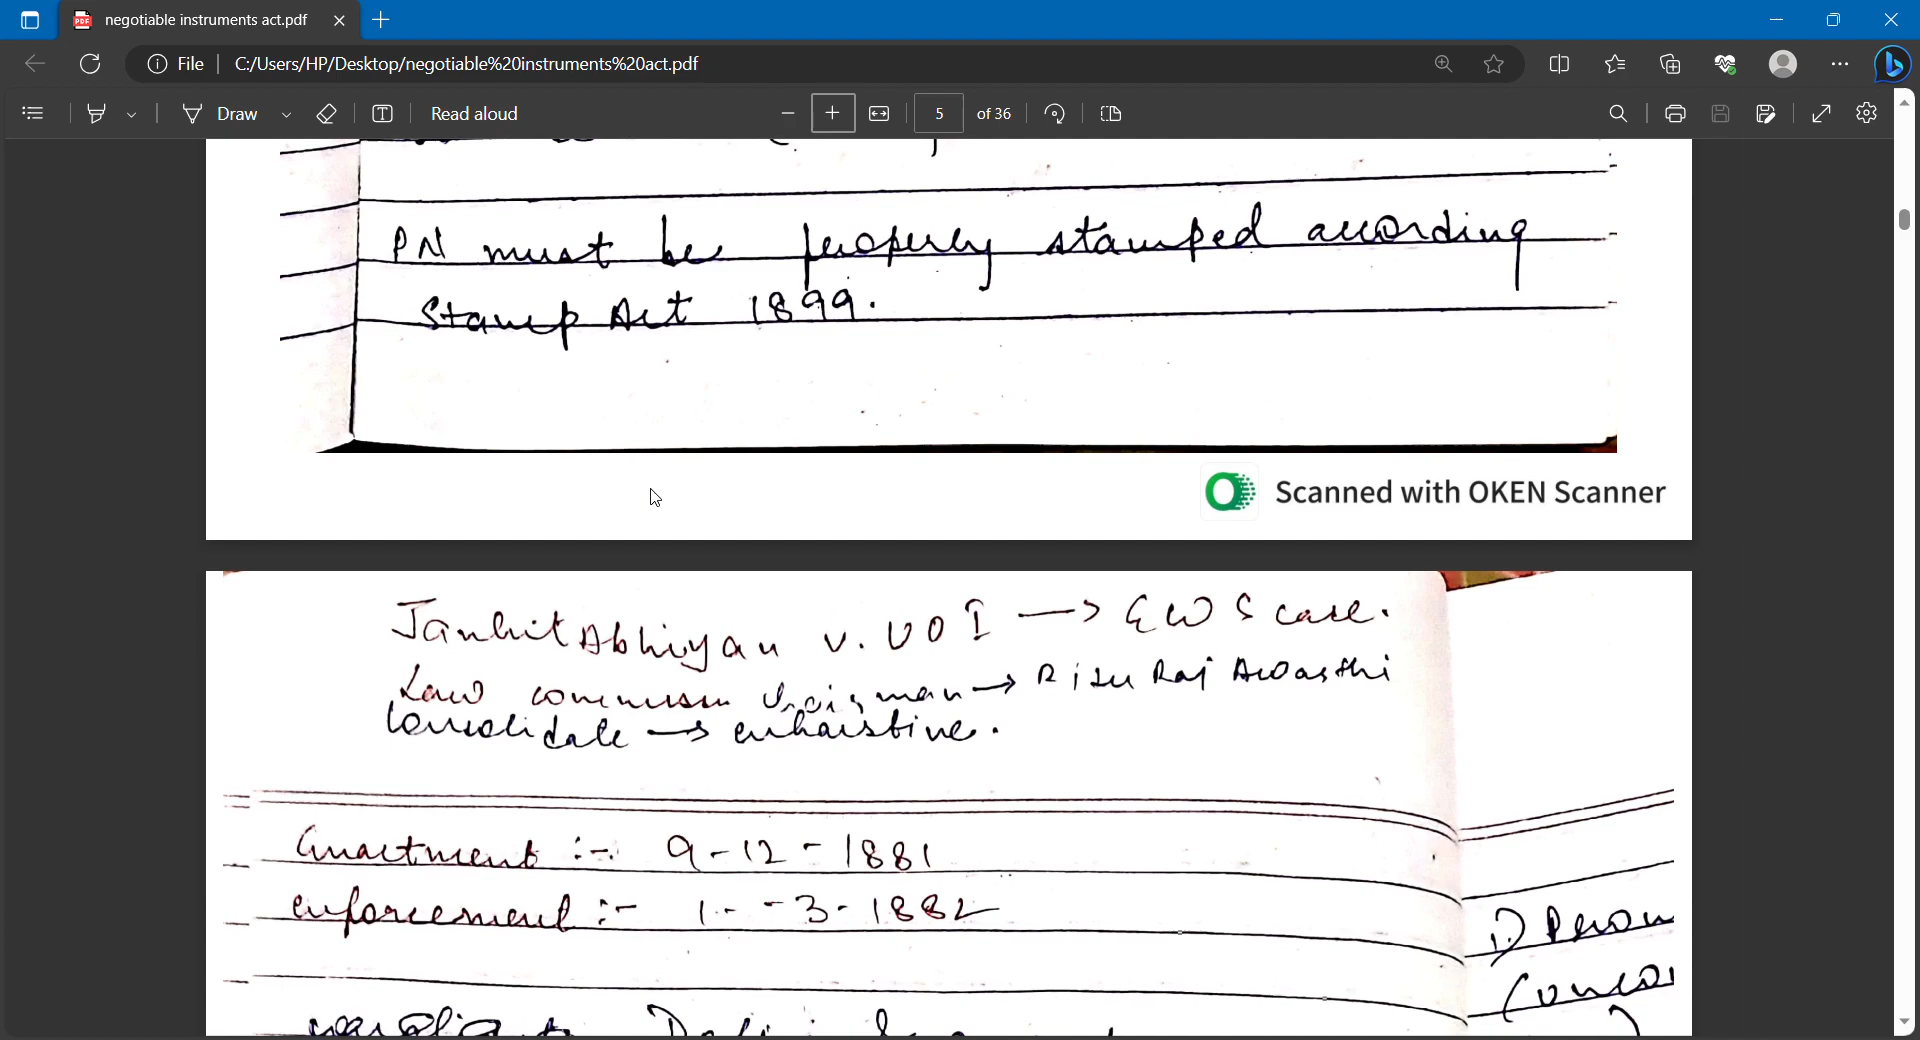 negotiable instruments act.pdf
File C:/Users/HP/Desktop/negotiable%20instruments%20act.pdf
Draw Read aloud 5 of 36
PN must be properly stamped according
Stamp Act 1899.
Scanned with OKEN Scanner
Janhit Abhiyan v. UOI → EWS case.
Law commission chairman → Ritu Raj Awasthi
Consolidate → exhaustive.
Enactment :- 9-12-1881
enforcement :- 1-3-1882
1) Person